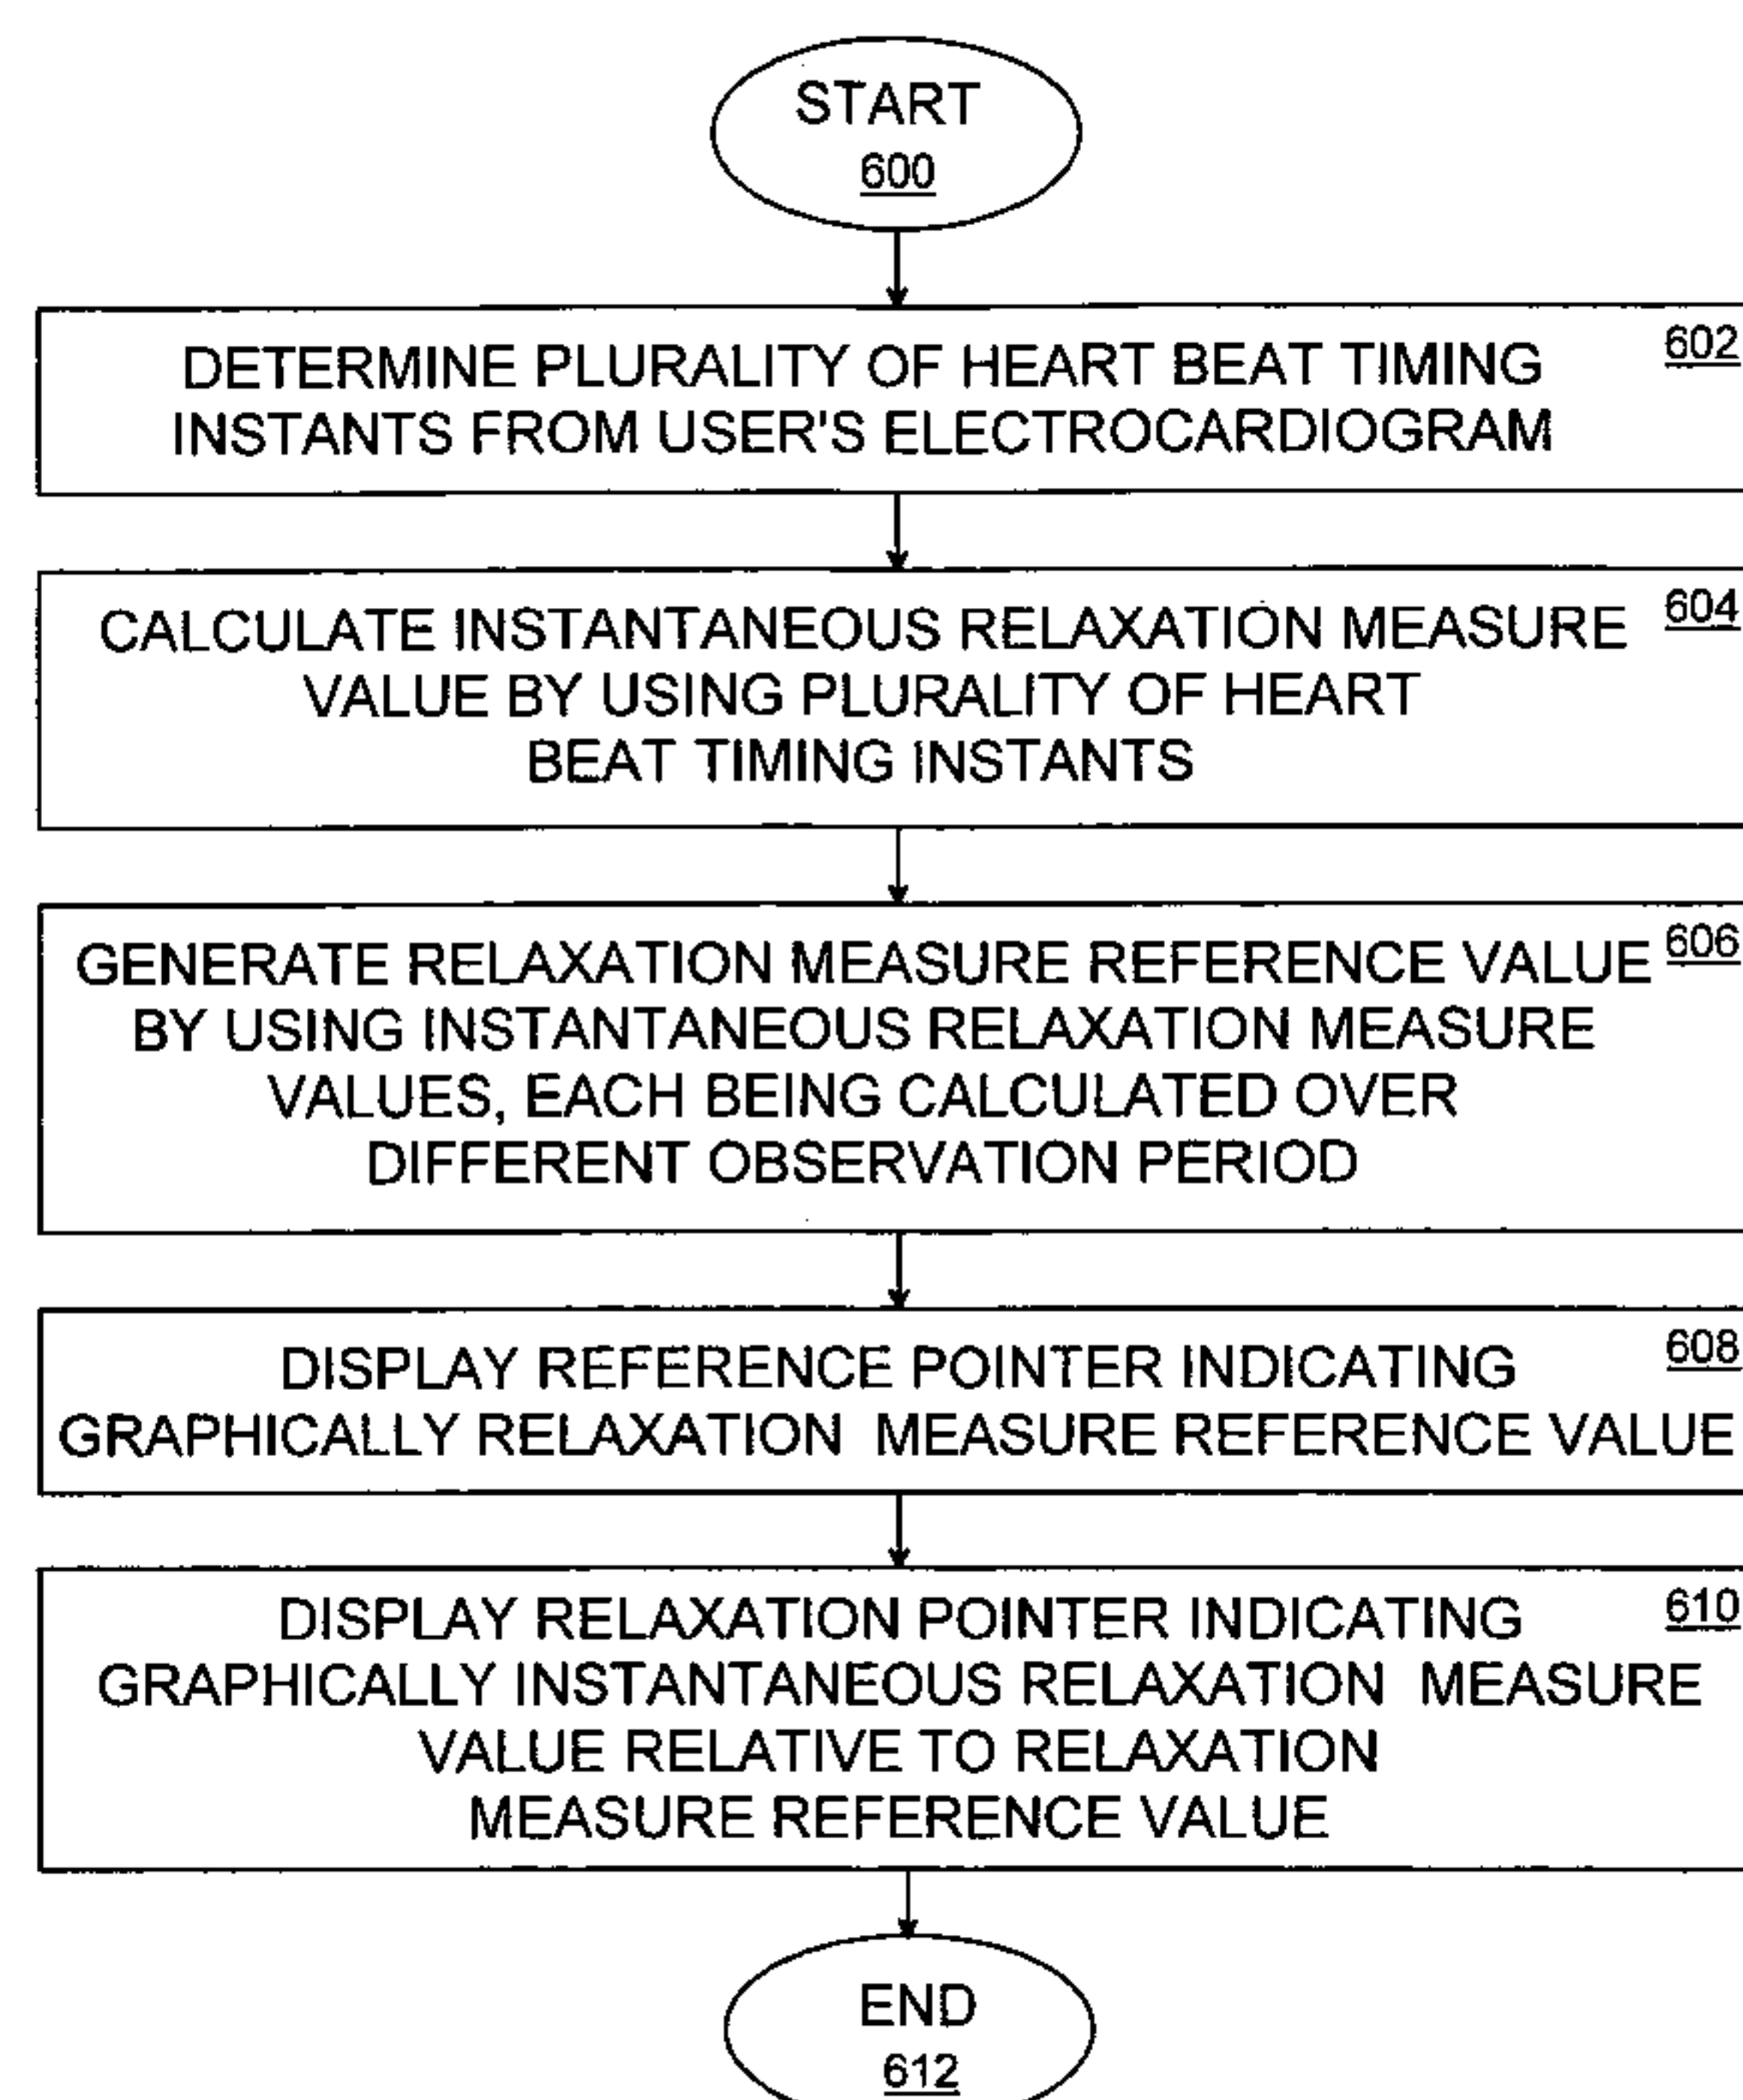 START
600
602
DETERMINE PLURALITY OF HEART BEAT TIMING
INSTANTS FROM USER'S ELECTROCARDIOGRAM
604
CALCULATE INSTANTANEOUS RELAXATION MEASURE
VALUE BY USING PLURALITY OF HEART
BEAT TIMING INSTANTS
606
GENERATE RELAXATION MEASURE REFERENCE VALUE
BY USING INSTANTANEOUS RELAXATION MEASURE
VALUES, EACH BEING CALCULATED OVER
DIFFERENT OBSERVATION PERIOD
608
DISPLAY REFERENCE POINTER INDICATING
GRAPHICALLY RELAXATION MEASURE REFERENCE VALUE
610
DISPLAY RELAXATION POINTER INDICATING
GRAPHICALLY INSTANTANEOUS RELAXATION MEASURE
VALUE RELATIVE TO RELAXATION
MEASURE REFERENCE VALUE
END
612